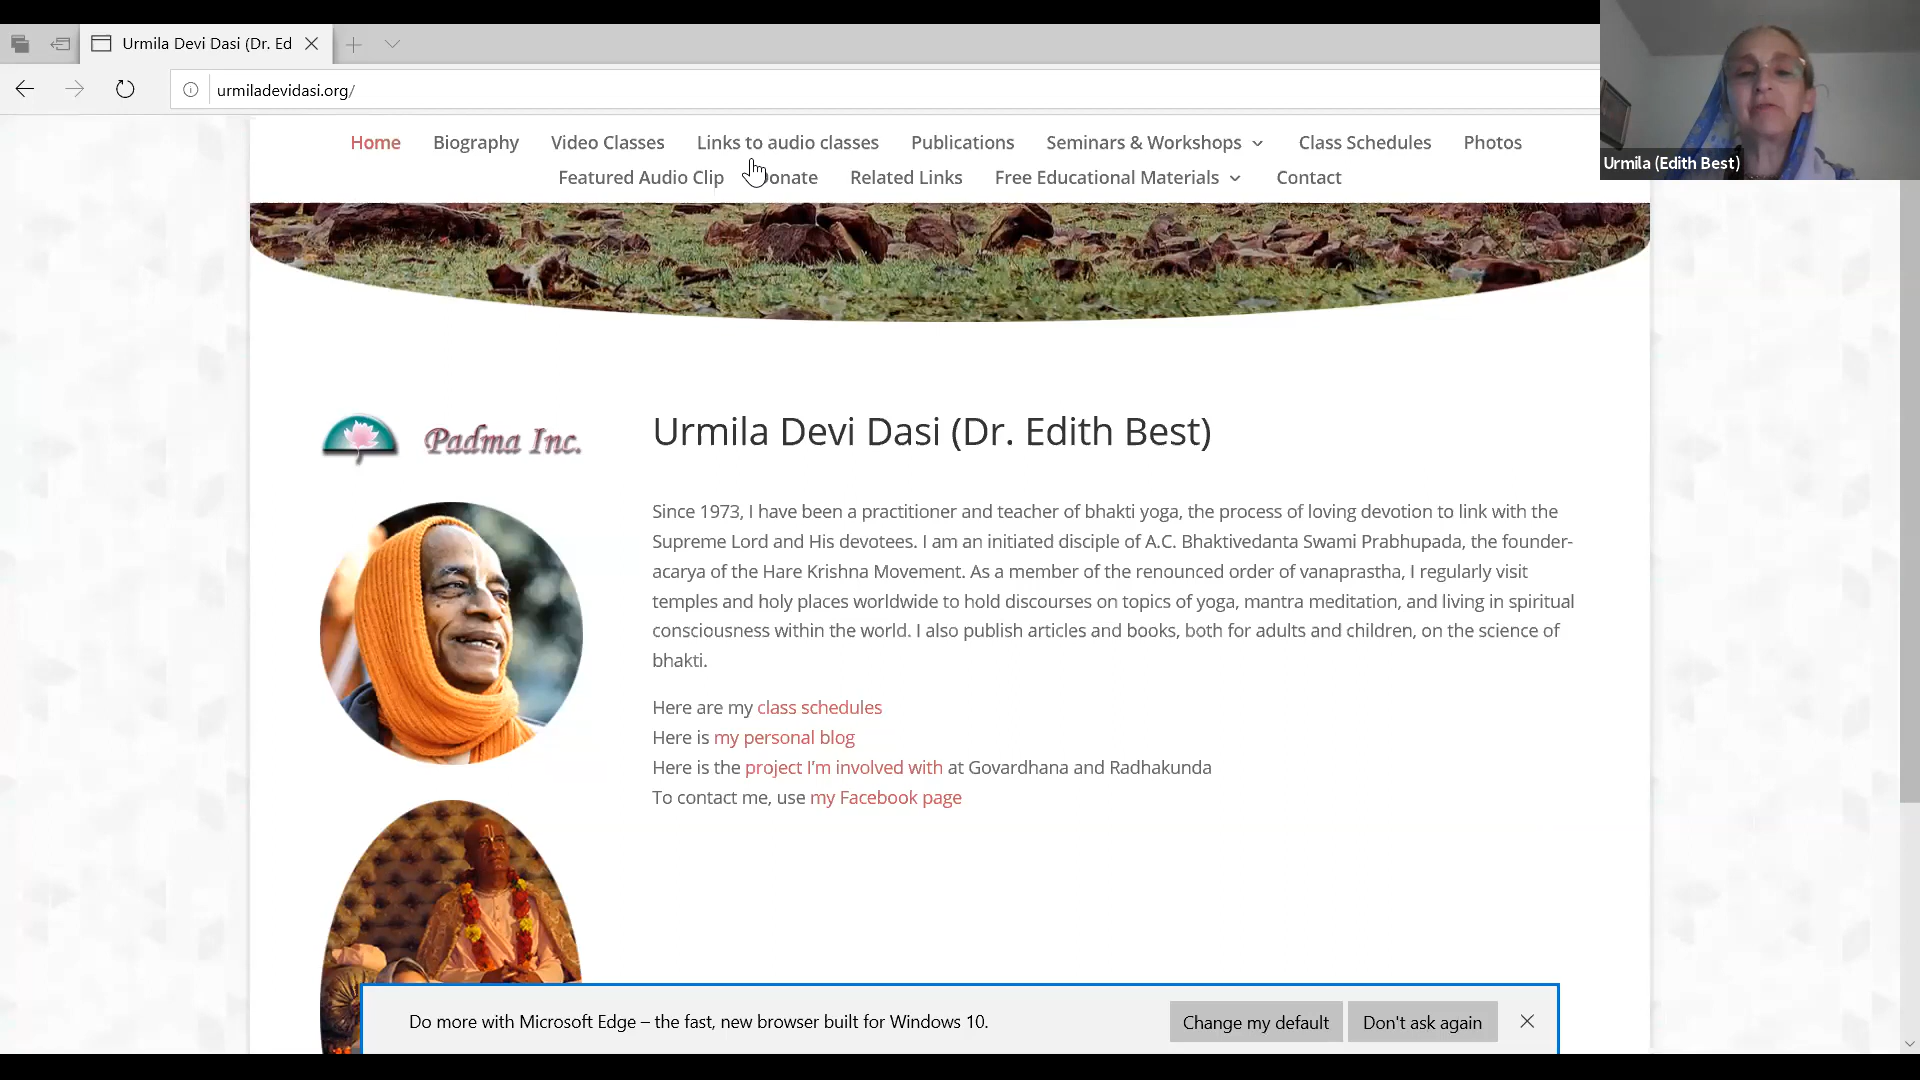 Urmila Devi Dasi (Dr. Ed
urmiladevidasi.org/
Urmila (Edith Best)
Home Biography Video Classes Links to audio classes Publications Seminars & Workshops Class Schedules Photos
Featured Audio Clip Donate Related Links Free Educational Materials Contact
Padma Inc.
Urmila Devi Dasi (Dr. Edith Best)
Since 1973, I have been a practitioner and teacher of bhakti yoga, the process of loving devotion to link with the
Supreme Lord and His devotees. I am an initiated disciple of A.C. Bhaktivedanta Swami Prabhupada, the founder-
acarya of the Hare Krishna Movement. As a member of the renounced order of vanaprastha, I regularly visit
temples and holy places worldwide to hold discourses on topics of yoga, mantra meditation, and living in spiritual
consciousness within the world. I also publish articles and books, both for adults and children, on the science of
bhakti.
Here are my class schedules
Here is my personal blog
Here is the project I'm involved with at Govardhana and Radhakunda
To contact me, use my Facebook page
Do more with Microsoft Edge – the fast, new browser built for Windows 10.
Change my default
Don't ask again